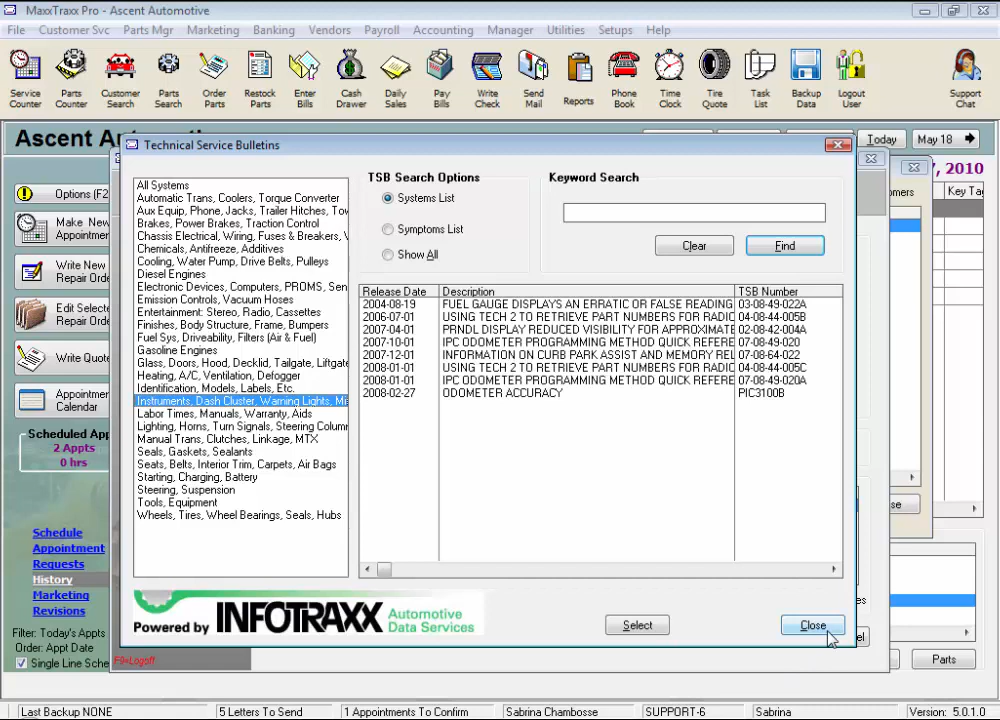 MaxxTraxx Pro - Ascent Automotive
File Customer Svc Parts Mgr Marketing Banking Vendors Payroll Accounting Manager Utilities Setups Help
Service Counter
Parts Counter
Customer Search
Parts Search
Order Parts
Restock Parts
Enter Bills
Cash Drawer
Daily Sales
Pay Bills
Write Check
Send Mail
Reports
Phone Book
Time Clock
Tire Quote
Task List
Backup Data
Logout User
Support Chat
Ascent
Today
May 18
, 2010
Options (F2
Make New
Appointmen
Write New
Repair Orde
Edit Selecte
Repair Orde
Write Quote
Appointmen
Calendar
Scheduled App
2 Appts
0 hrs
Schedule
Appointment
Requests
History
Marketing
Revisions
Filter: Today's Appts
Order: Appt Date
Single Line Sche
F9=Logoff
Technical Service Bulletins
All Systems
Automatic Trans, Coolers, Torque Converter
Aux Equip, Phone, Jacks, Trailer Hitches, Tow
Brakes, Power Brakes, Traction Control
Chassis Electrical, Wiring, Fuses & Breakers, V
Chemicals, Antifreeze, Additives
Cooling, Water Pump, Drive Belts, Pulleys
Diesel Engines
Electronic Devices, Computers, PROMS, Sen
Emission Controls, Vacuum Hoses
Entertainment: Stereo, Radio, Cassettes
Finishes, Body Structure, Frame, Bumpers
Fuel Sys, Driveability, Filters (Air & Fuel)
Gasoline Engines
Glass, Doors, Hood, Decklid, Tailgate, Liftgate
Heating, A/C, Ventilation, Defogger
Identification, Models, Labels, Etc.
Instruments, Dash Cluster, Warning Lights, Mi
Labor Times, Manuals, Warranty, Aids
Lighting, Horns, Turn Signals, Steering Column
Manual Trans, Clutches, Linkage, MTX
Seals, Gaskets, Sealants
Seats, Belts, Interior Trim, Carpets, Air Bags
Starting, Charging, Battery
Steering, Suspension
Tools, Equipment
Wheels, Tires, Wheel Bearings, Seals, Hubs
TSB Search Options
Systems List
Symptoms List
Show All
Keyword Search
Clear
Find
Release Date Description TSB Number
2004-08-19 FUEL GAUGE DISPLAYS AN ERRATIC OR FALSE READING 03-08-49-022A
2006-07-01 USING TECH 2 TO RETRIEVE PART NUMBERS FOR RADIO 04-08-44-005B
2007-04-01 PRNDL DISPLAY REDUCED VISIBILITY FOR APPROXIMATE 02-08-42-004A
2007-10-01 IPC ODOMETER PROGRAMMING METHOD QUICK REFERE 07-08-49-020
2007-12-01 INFORMATION ON CURB PARK ASSIST AND MEMORY REL 07-08-64-022
2008-01-01 USING TECH 2 TO RETRIEVE PART NUMBERS FOR RADIO 04-08-44-005C
2008-01-01 IPC ODOMETER PROGRAMMING METHOD QUICK REFERE 07-08-49-020A
2008-02-27 ODOMETER ACCURACY PIC3100B
Powered by INFOTRAXX Automotive
Data Services
Select
Close
omers
Key Tag
se
es
el
Parts
Last Backup NONE 5 Letters To Send 1 Appointments To Confirm Sabrina Chambosse SUPPORT-6 Sabrina Version: 5.0.1.0